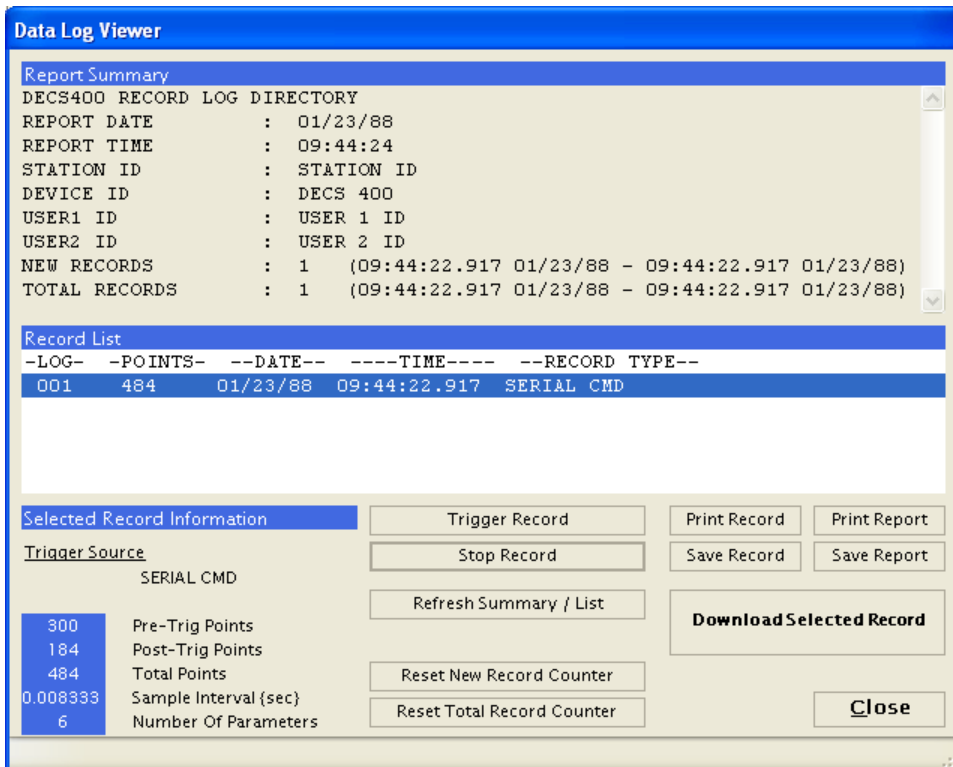 Data Log Viewer
Report Summary
DECS400 RECORD LOG DIRECTORY
REPORT DATE : 01/23/88
REPORT TIME : 09:44:24
STATION ID : STATION ID
DEVICE ID : DECS 400
USER1 ID : USER 1 ID
USER2 ID : USER 2 ID
NEW RECORDS : 1 (09:44:22.917 01/23/88 - 09:44:22.917 01/23/88)
TOTAL RECORDS : 1 (09:44:22.917 01/23/88 - 09:44:22.917 01/23/88)
Record List
-LOG- -POINTS- --DATE-- ----TIME---- --RECORD TYPE--
001 484 01/23/88 09:44:22.917 SERIAL CMD
Selected Record Information
Trigger Source
SERIAL CMD
300 Pre-Trig Points
184 Post-Trig Points
484 Total Points
0.008333 Sample Interval {sec}
6 Number Of Parameters
Trigger Record
Stop Record
Refresh Summary / List
Reset New Record Counter
Reset Total Record Counter
Print Record
Print Report
Save Record
Save Report
Download Selected Record
Close